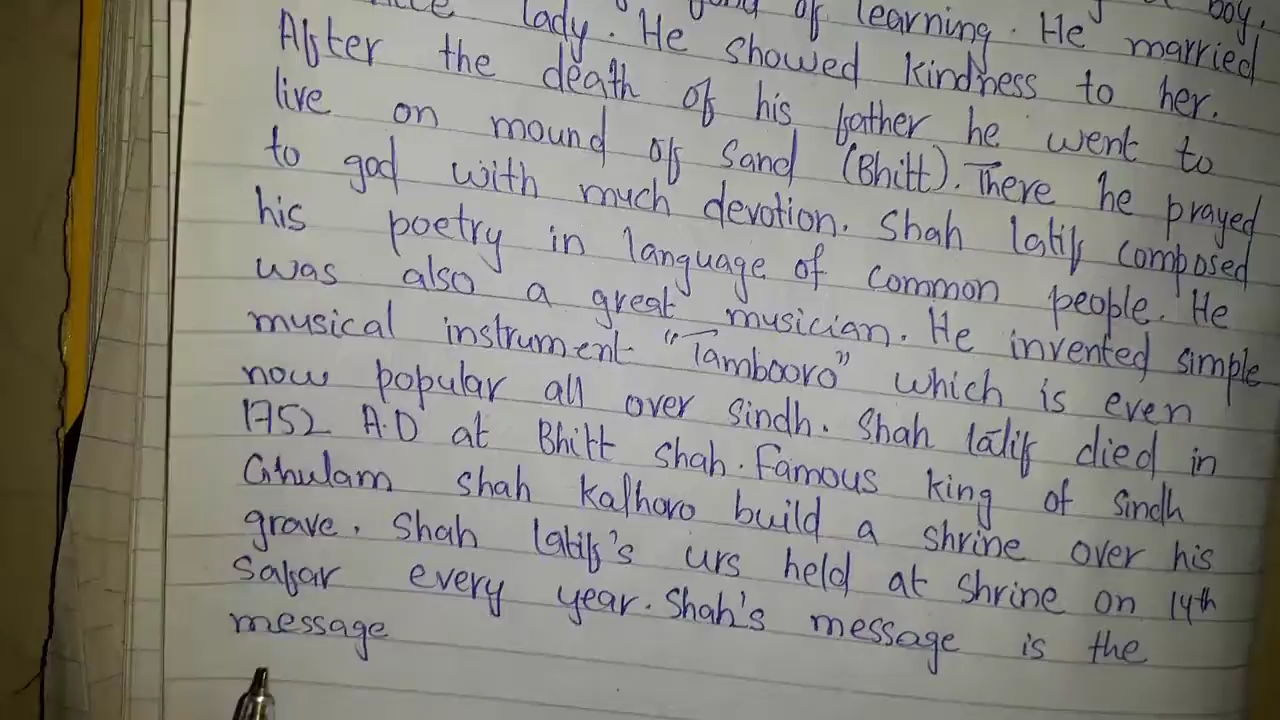 lady. of learning. He married
After the death showed kindness to her.
live on mound of his father he went to
to god with much of sand (Bhitt). There he prayed
his poetry in devotion. Shah latif composed
was also a language of common people. He
musical instrument great musician. He invented simple
now popular all "Tambooro" which is even
1752 A.D at over sindh. Shah latif died in
Ghulam shah Bhitt shah. Famous king of sindh
grave. Shah kalhoro build a shrine over his
Safar every latif's urs held at shrine on 14th
message year. Shah's message is the